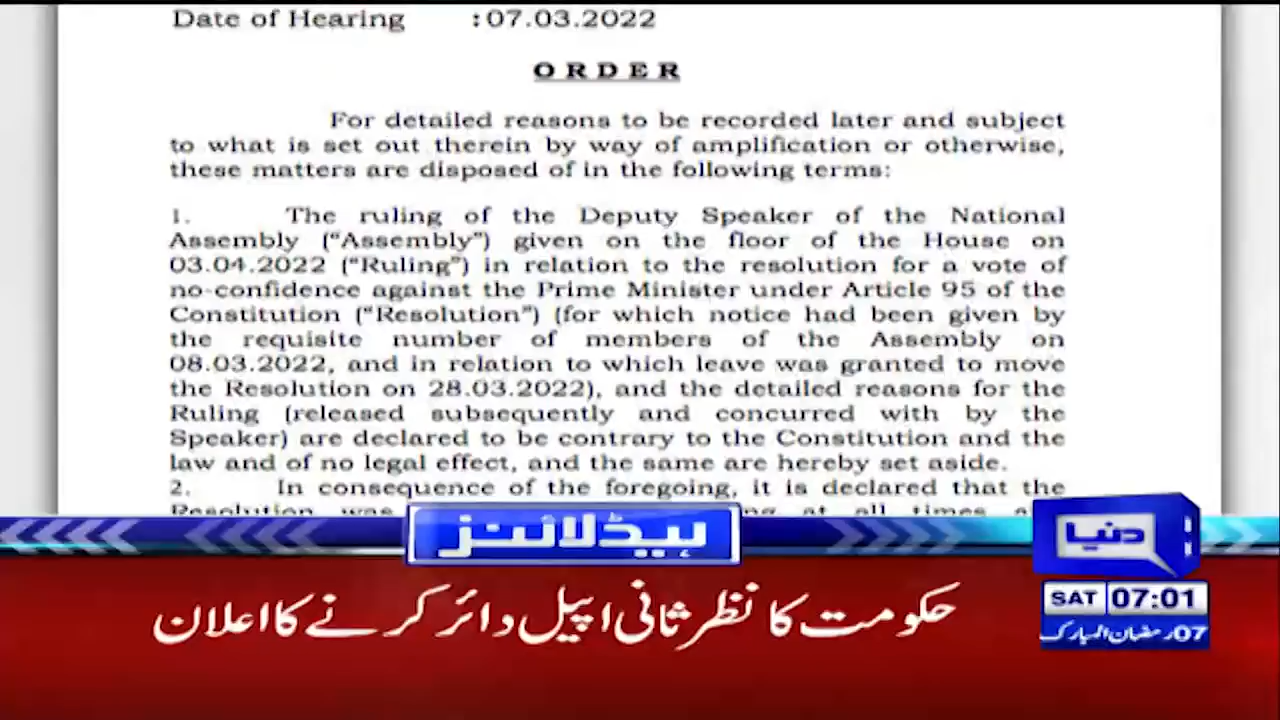 Date of Hearing :07.03.2022
ORDER
For detailed reasons to be recorded later and subject
to what is set out therein by way of amplification or otherwise,
these matters are disposed of in the following terms:
1. The ruling of the Deputy Speaker of the National
Assembly (“Assembly”) given on the floor of the House on
03.04.2022 (“Ruling”) in relation to the resolution for a vote of
no-confidence against the Prime Minister under Article 95 of the
Constitution (“Resolution”) (for which notice had been given by
the requisite number of members of the Assembly on
08.03.2022, and in relation to which leave was granted to move
the Resolution on 28.03.2022), and the detailed reasons for the
Ruling (released subsequently and concurred with by the
Speaker) are declared to be contrary to the Constitution and the
law and of no legal effect, and the same are hereby set aside.
2. In consequence of the foregoing, it is declared that the
Resolution was at all times
ہیڈلائنز
دنیا
حکومت کا نظرثانی اپیل دائر کرنے کا اعلان
SAT 07:01
07 رمضان المبارک